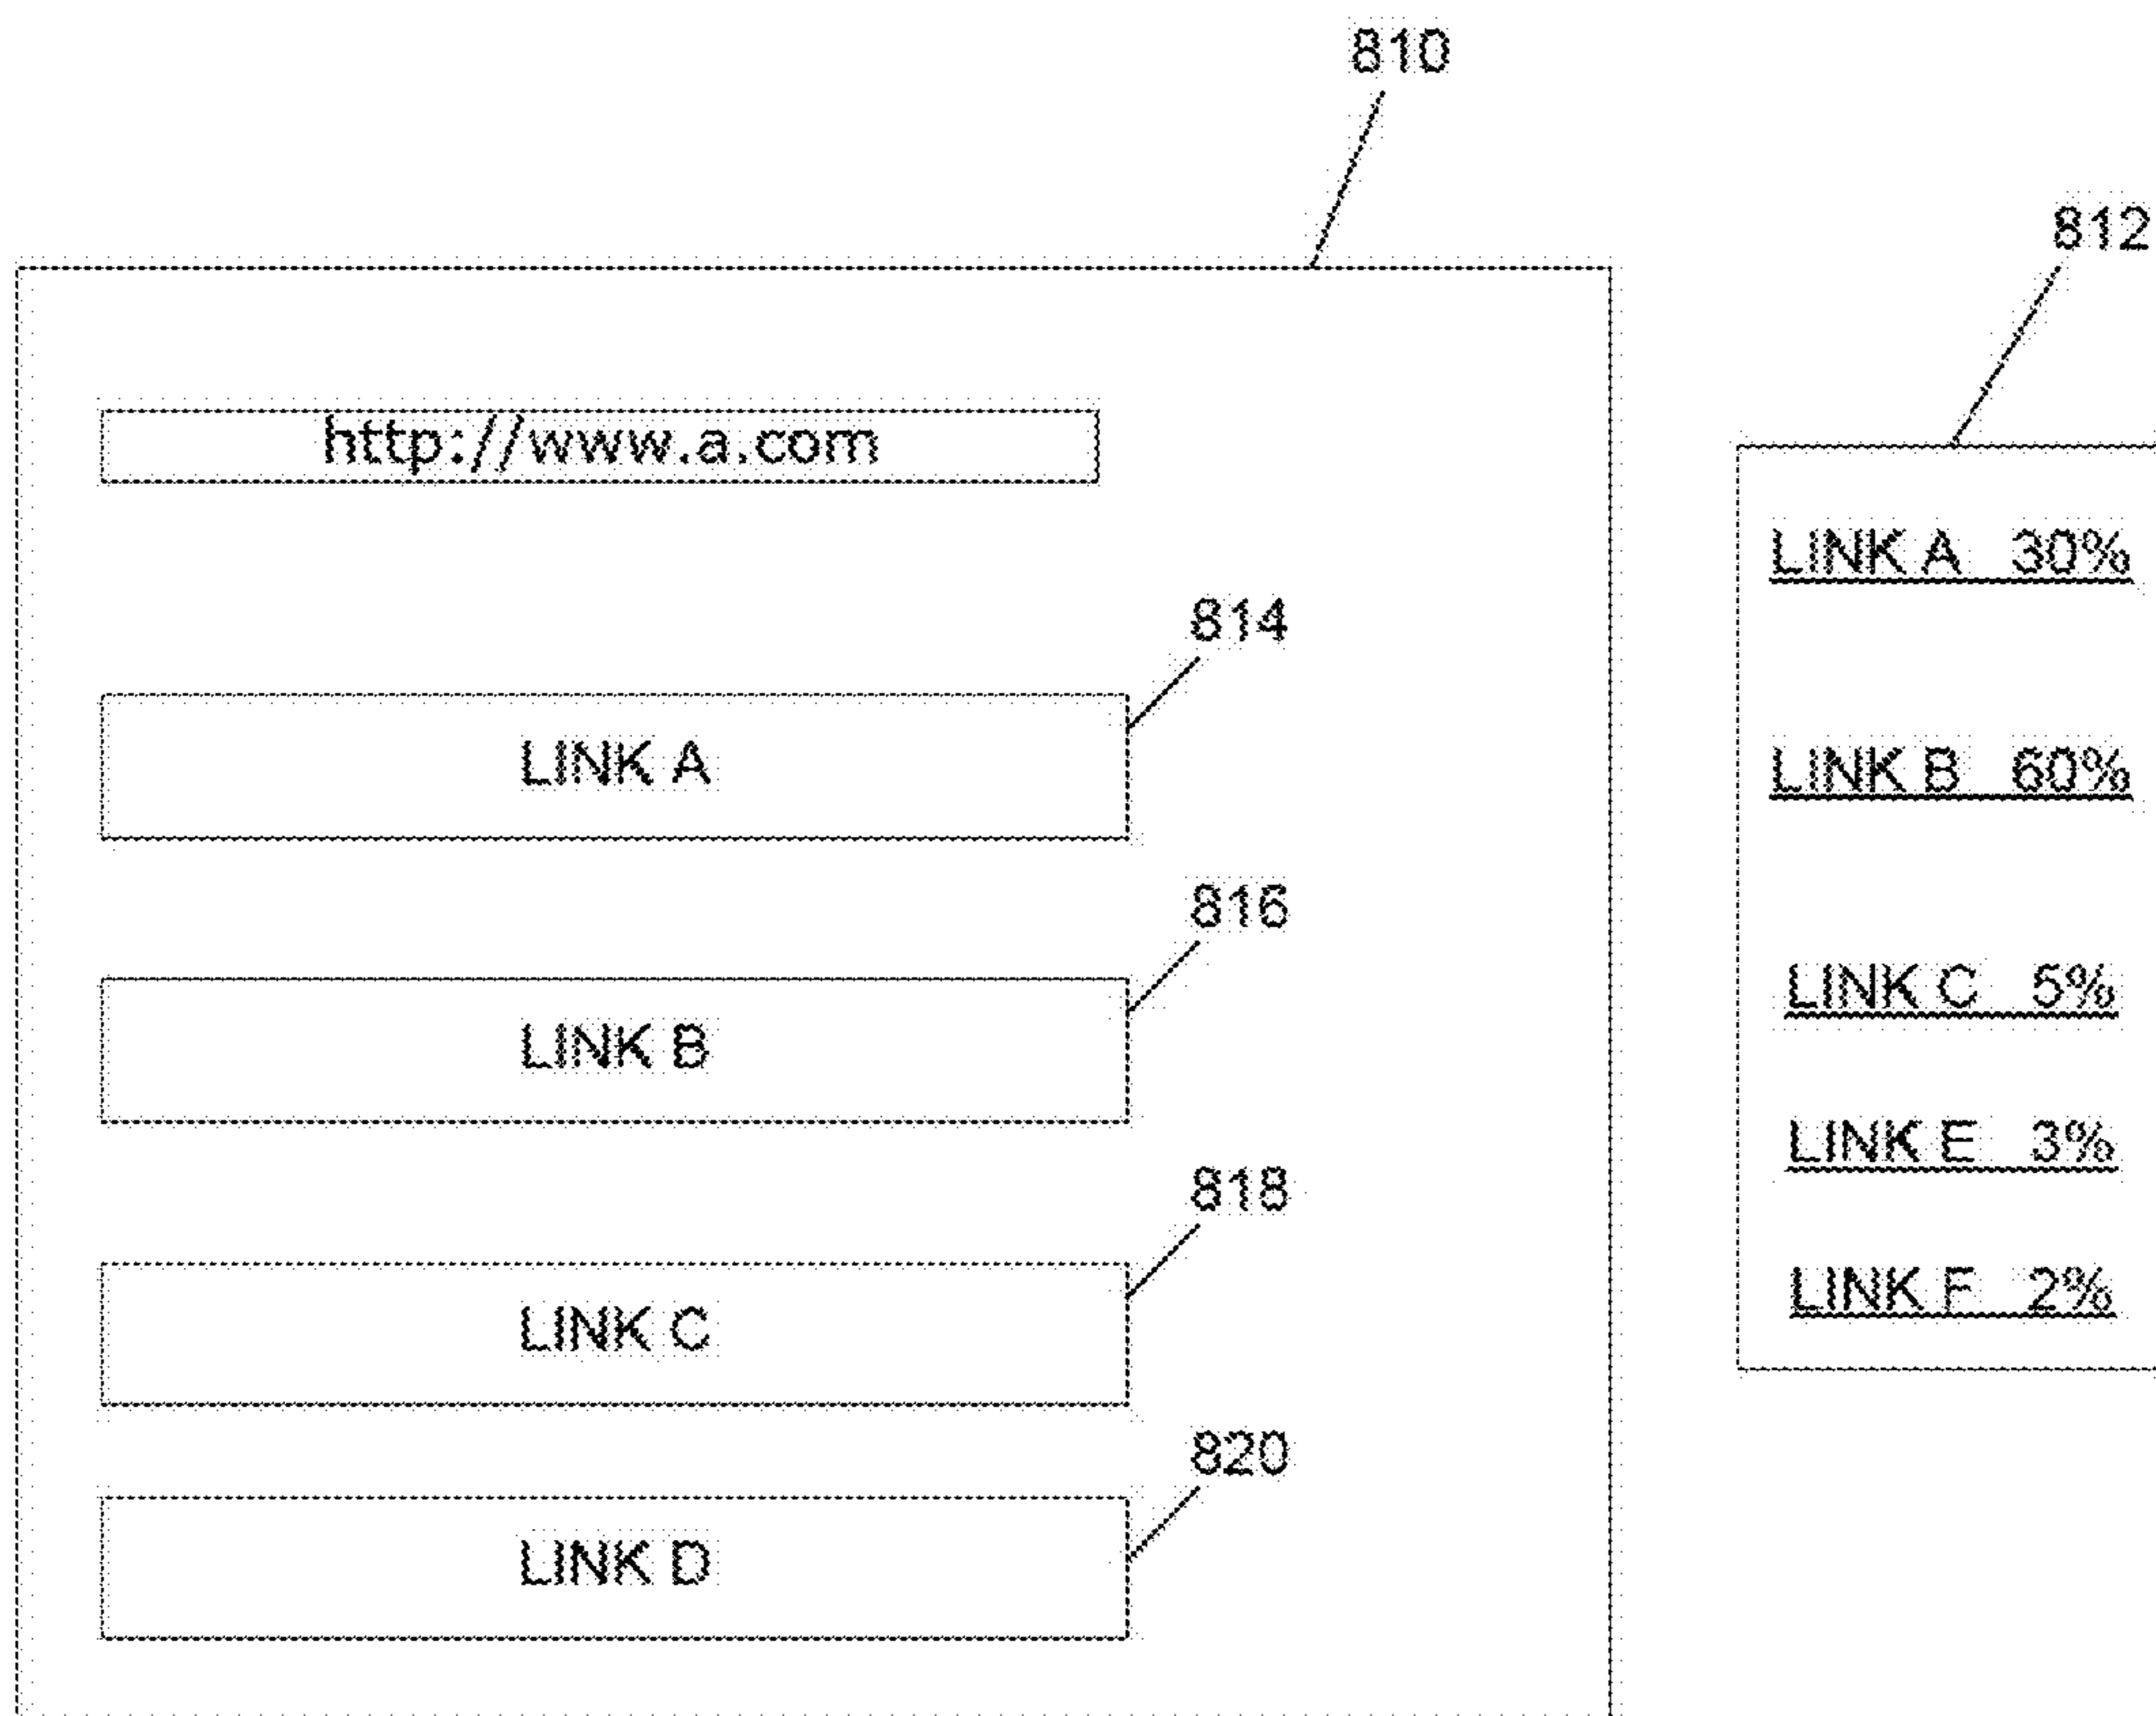 810
812
http://www.a.com
LINK A 30%
814
LINK A
LINK B 60%
816
LINK B
LINK C 5%
LINK E 3%
818
LINK C
LINK F 2%
820
LINK D